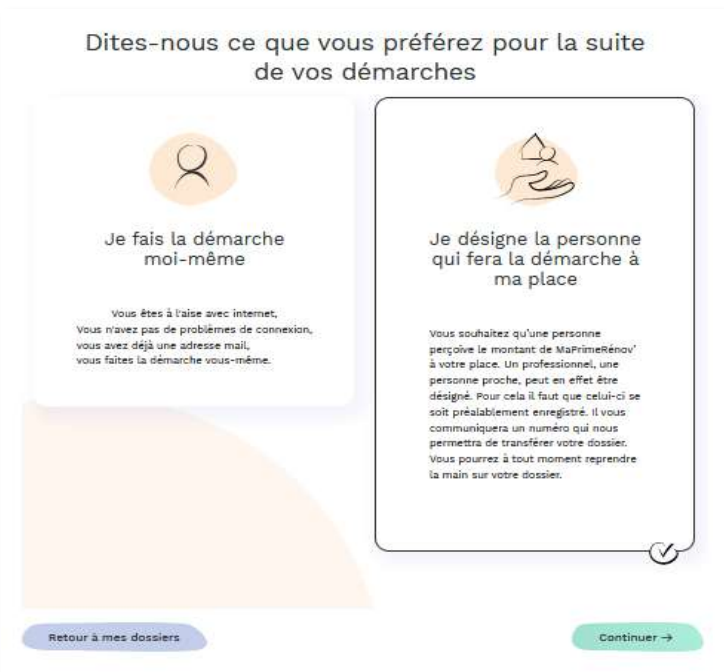 Dites-nous ce que vous préférez pour la suite
de vos démarches
Je fais la démarche
moi-même
Vous êtes à l'aise avec internet,
Vous n'avez pas de problèmes de connexion,
vous avez déjà une adresse mail,
vous faites la démarche vous-même.
Je désigne la personne
qui fera la démarche à
ma place
Vous souhaitez qu'une personne
perçoive le montant de MaPrimeRénov'
à votre place. Un professionnel, une
personne proche, peut en effet être
désigné. Pour cela il faut que celui-ci se
soit préalablement enregistré. Il vous
communiquera un numéro qui nous
permettra de transférer votre dossier.
Vous pourrez à tout moment reprendre
la main sur votre dossier.
Retour à mes dossiers
Continuer →